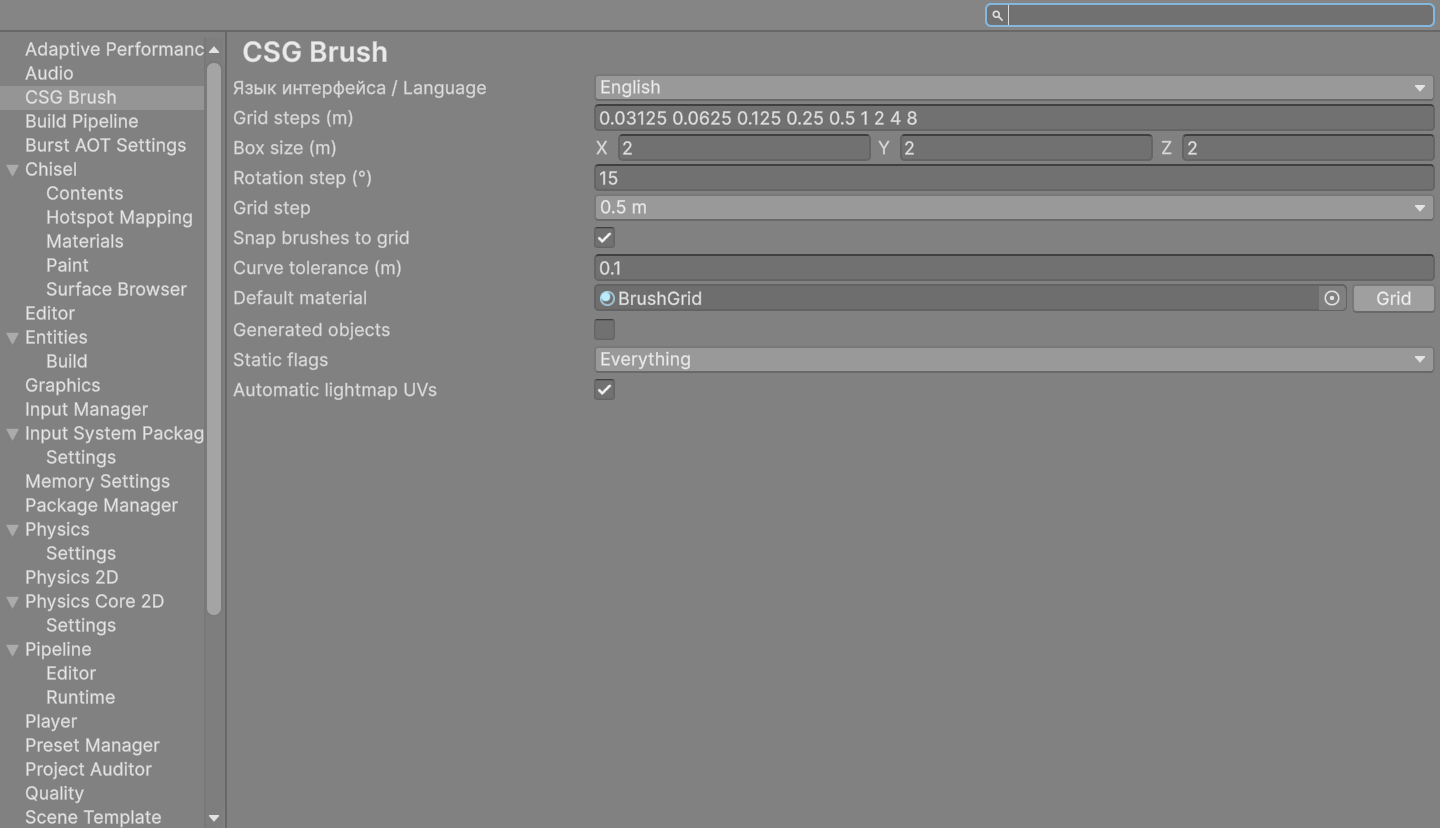 CSG Brush
Adaptive Performanc
Audio
CSG Brush
Build Pipeline
Burst AOT Settings
Chisel
Contents
Hotspot Mapping
Materials
Paint
Surface Browser
Editor
Entities
Build
Graphics
Input Manager
Input System Packag
Settings
Memory Settings
Package Manager
Physics
Settings
Physics 2D
Physics Core 2D
Settings
Pipeline
Editor
Runtime
Player
Preset Manager
Project Auditor
Quality
Scene Template
Язык интерфейса / Language English
Grid steps (m) 0.03125 0.0625 0.125 0.25 0.5 1 2 4 8
Box size (m) X 2 Y 2 Z 2
Rotation step (°) 15
Grid step 0.5 m
Snap brushes to grid
Curve tolerance (m) 0.1
Default material BrushGrid Grid
Generated objects
Static flags Everything
Automatic lightmap UVs